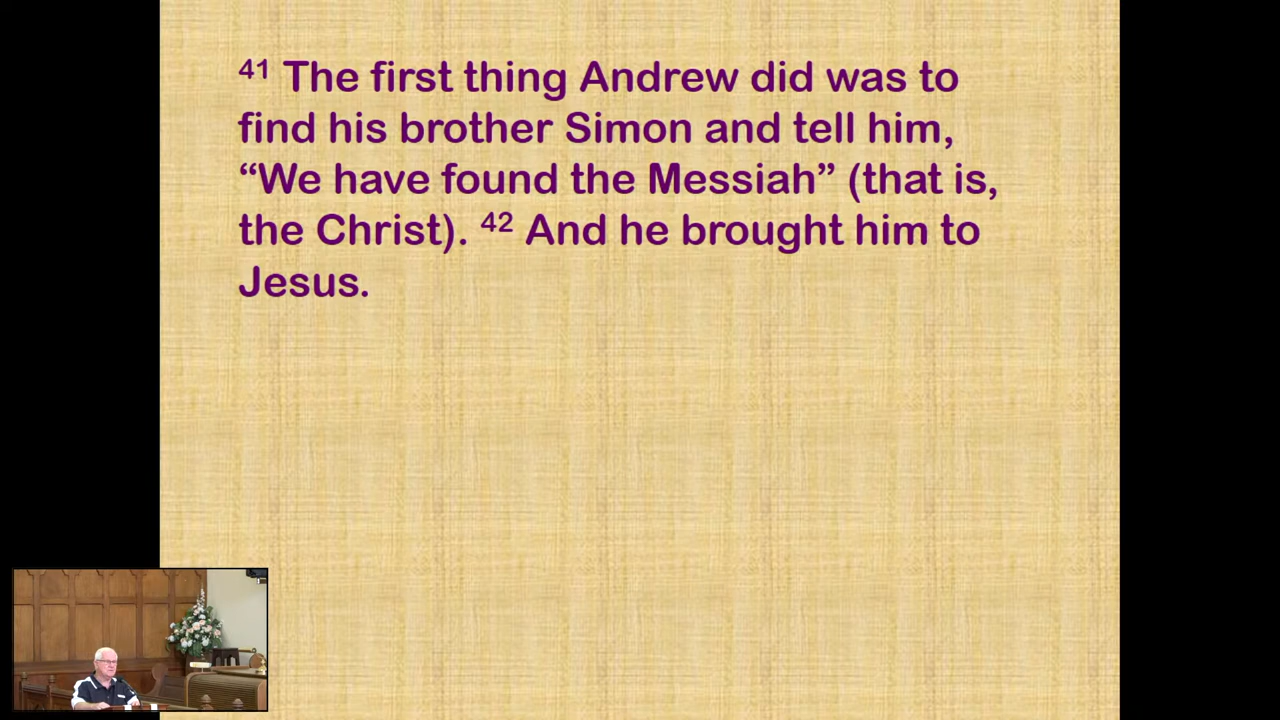 41 The first thing Andrew did was to
find his brother Simon and tell him,
“We have found the Messiah” (that is,
the Christ). 42 And he brought him to
Jesus.